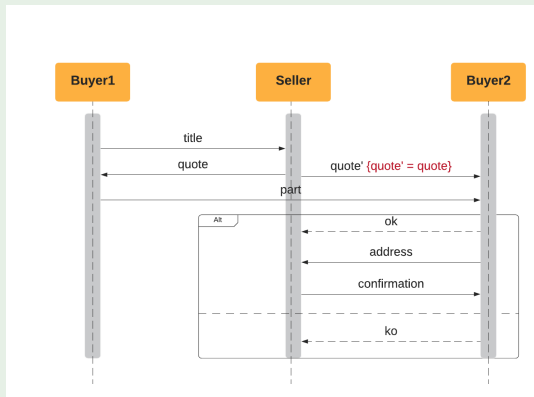 Buyer1
Seller
Buyer2
title
quote
quote' {quote' = quote}
part
Alt
ok
address
confirmation
ko